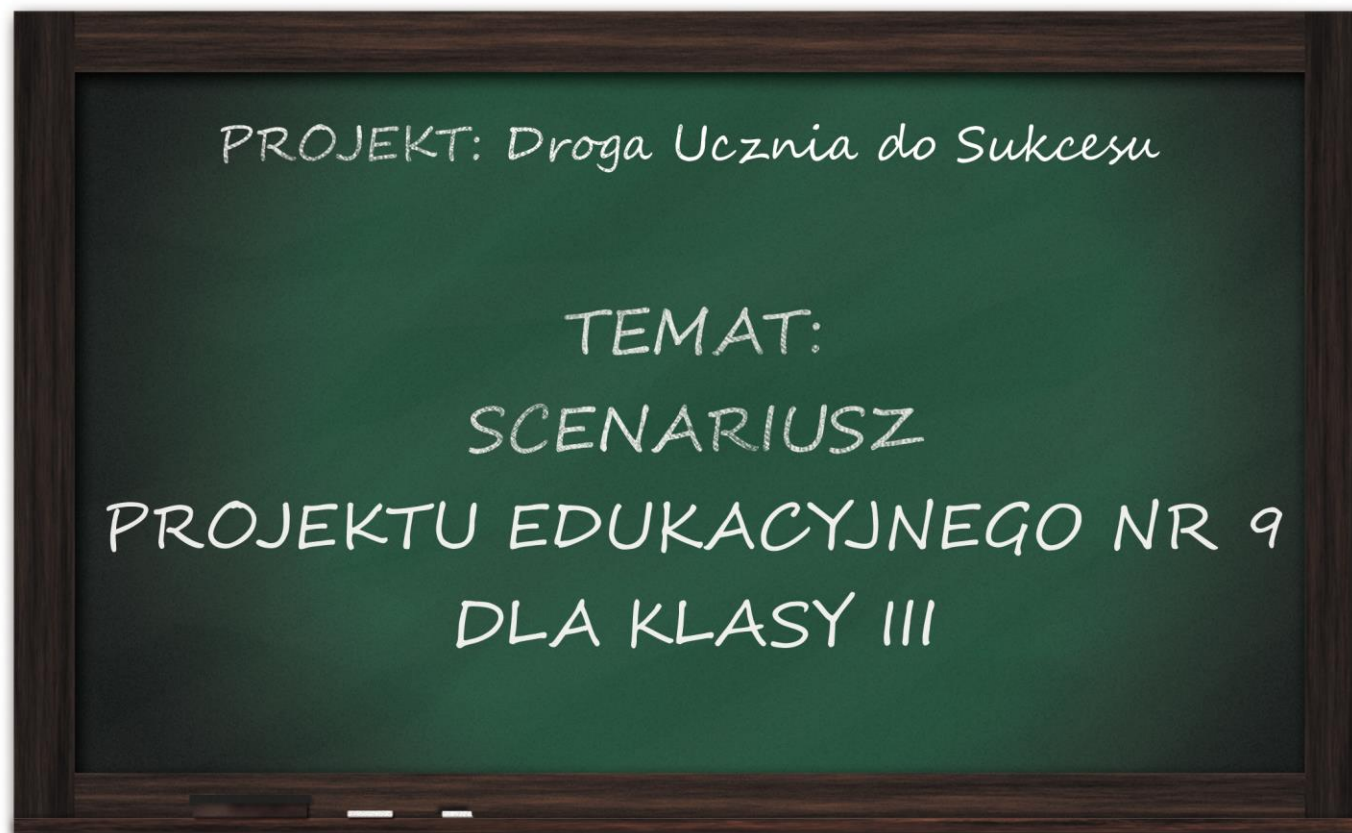 PROJEKT: Droga Ucznia do Sukcesu
TEMAT:
SCENARIUSZ
PROJEKTU EDUKACYJNEGO NR 9
DLA KLASY III